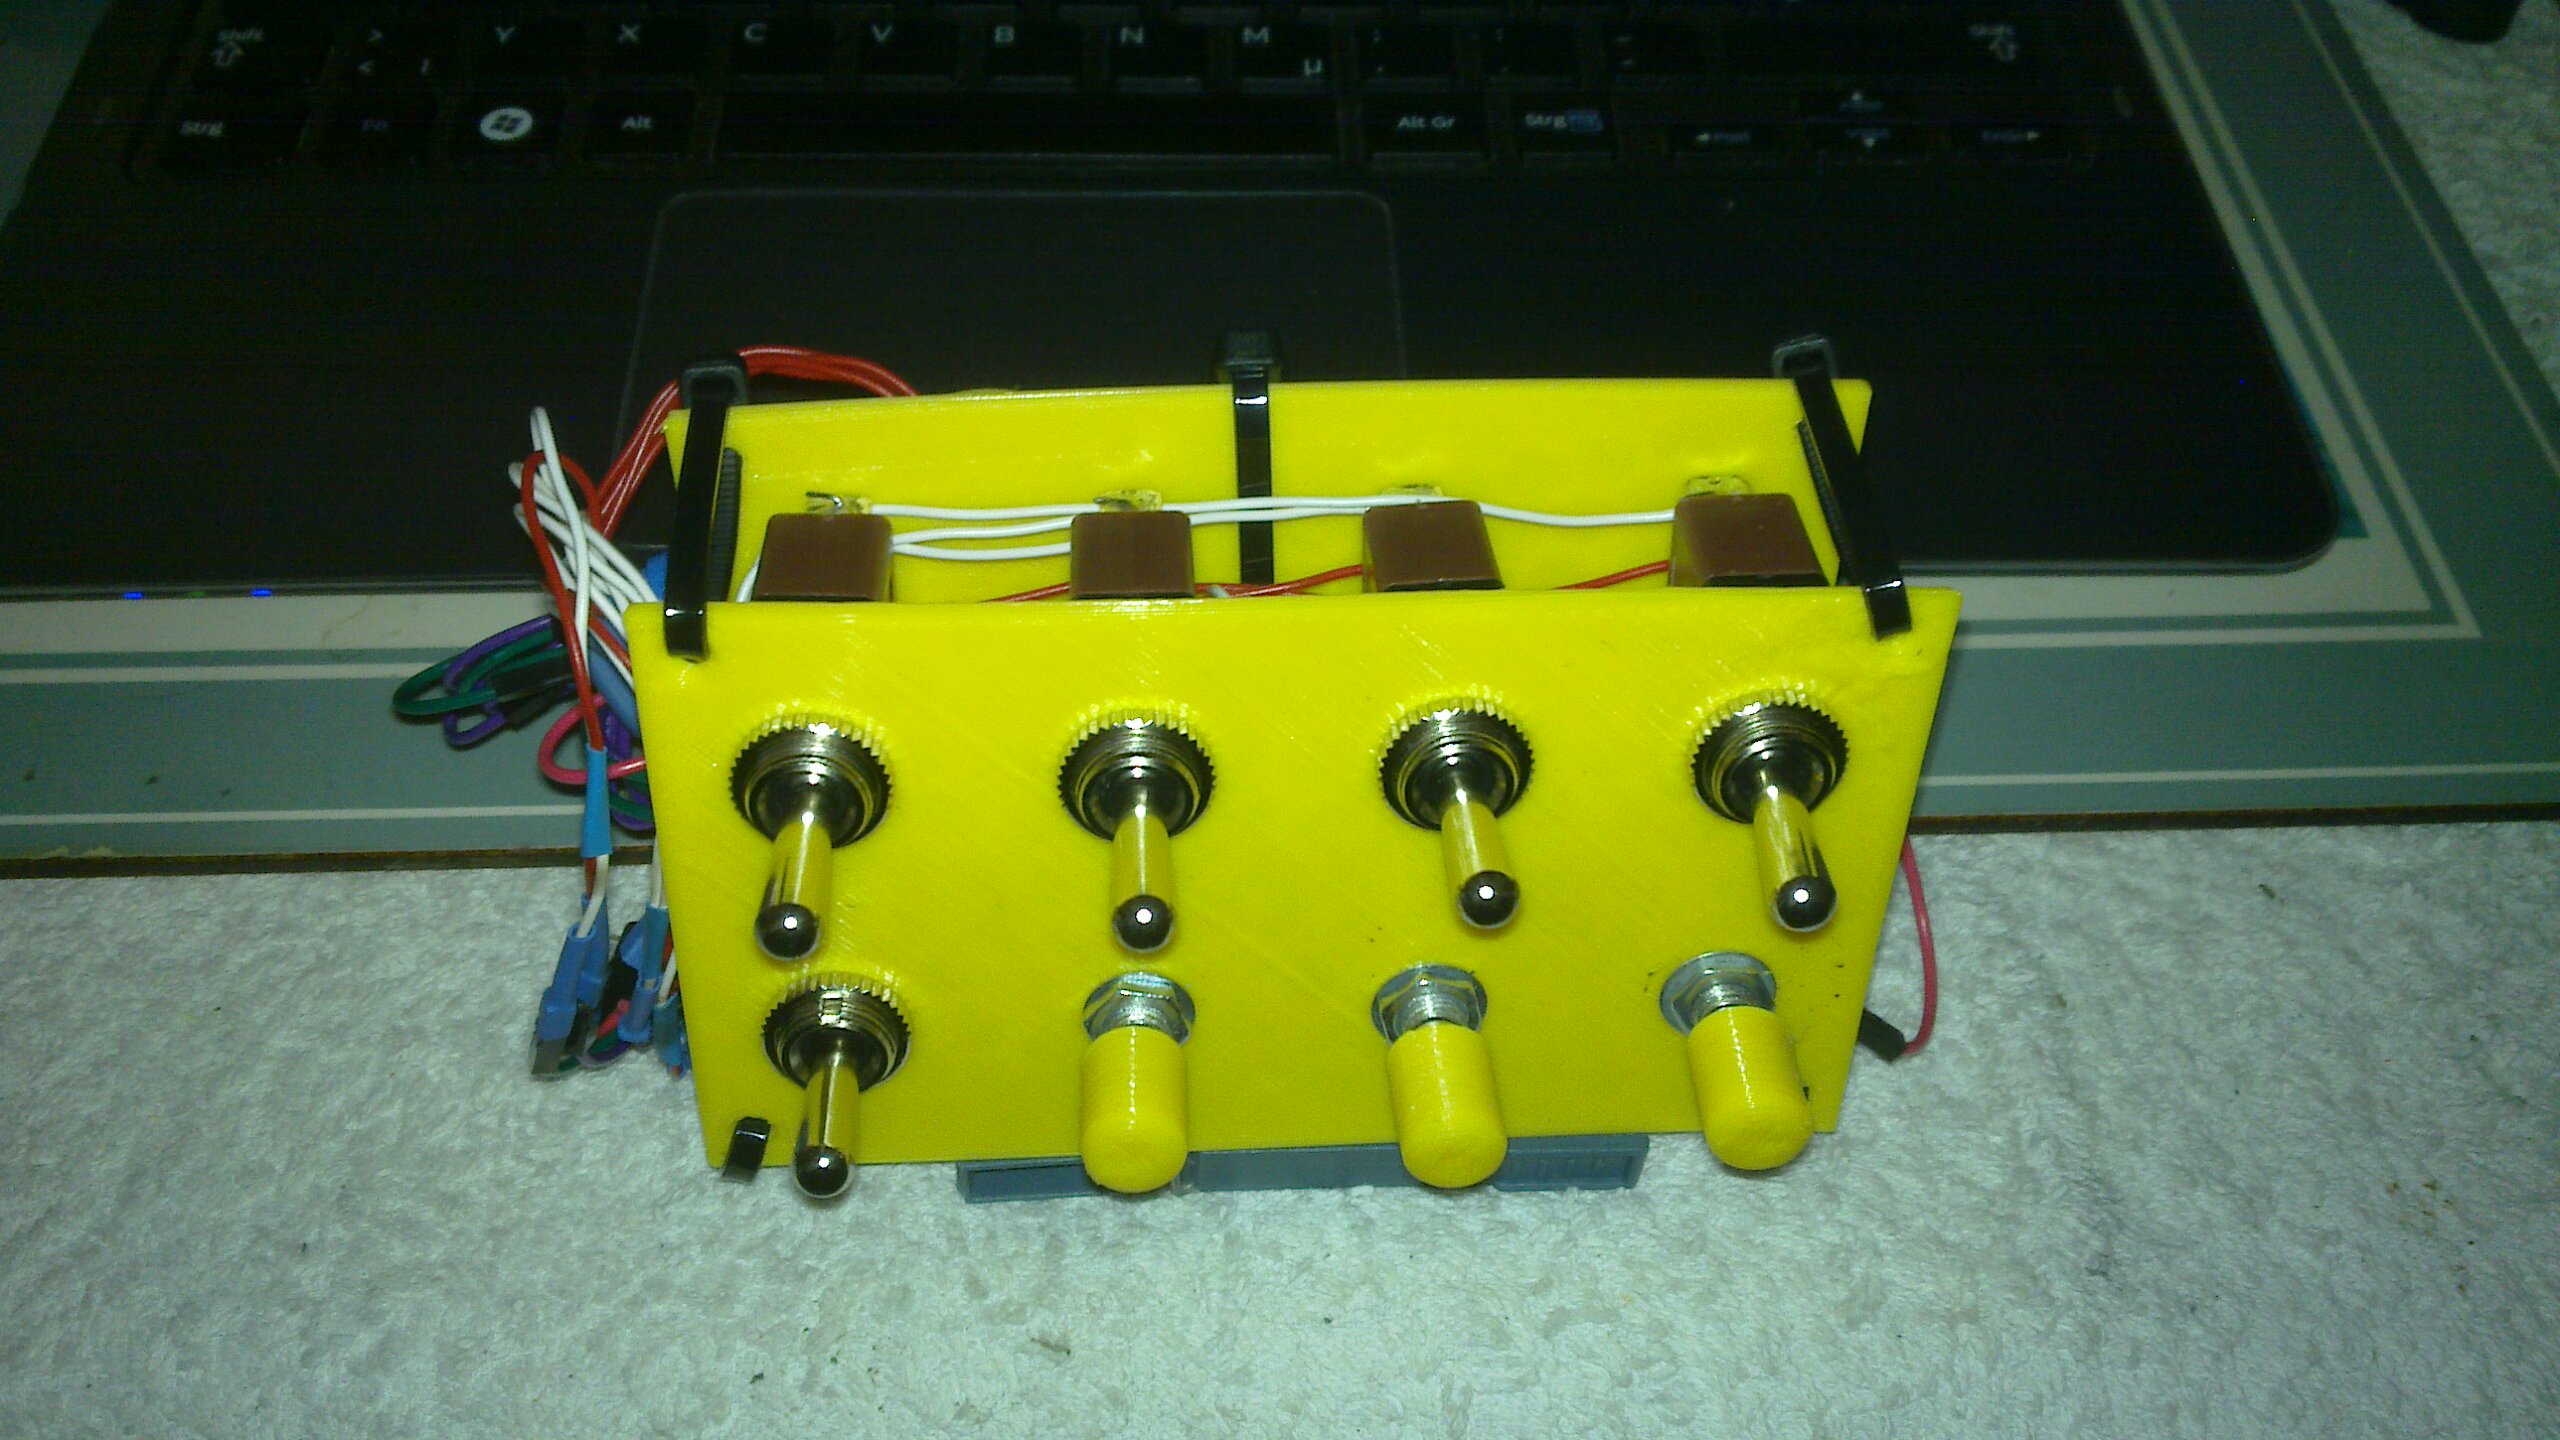 Shift > Y X C V B N M ; : _ Shift
< | µ , . -
Strg Fn Alt Alt Gr Strg